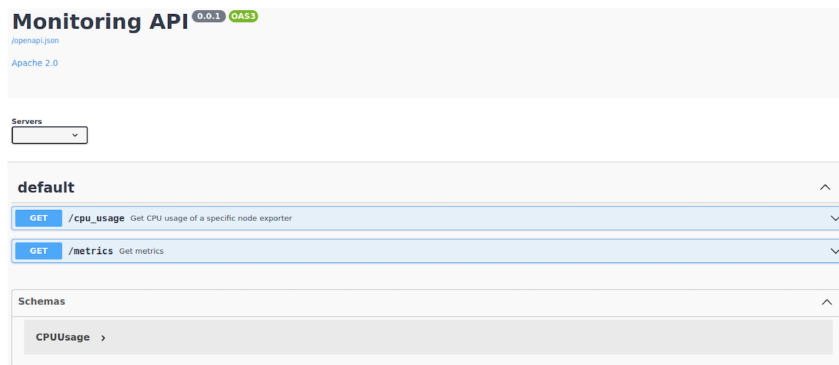 Monitoring API 0.0.1 OAS3
/openapi.json
Apache 2.0
Servers
default
GET /cpu_usage Get CPU usage of a specific node exporter
GET /metrics Get metrics
Schemas
CPUUsage